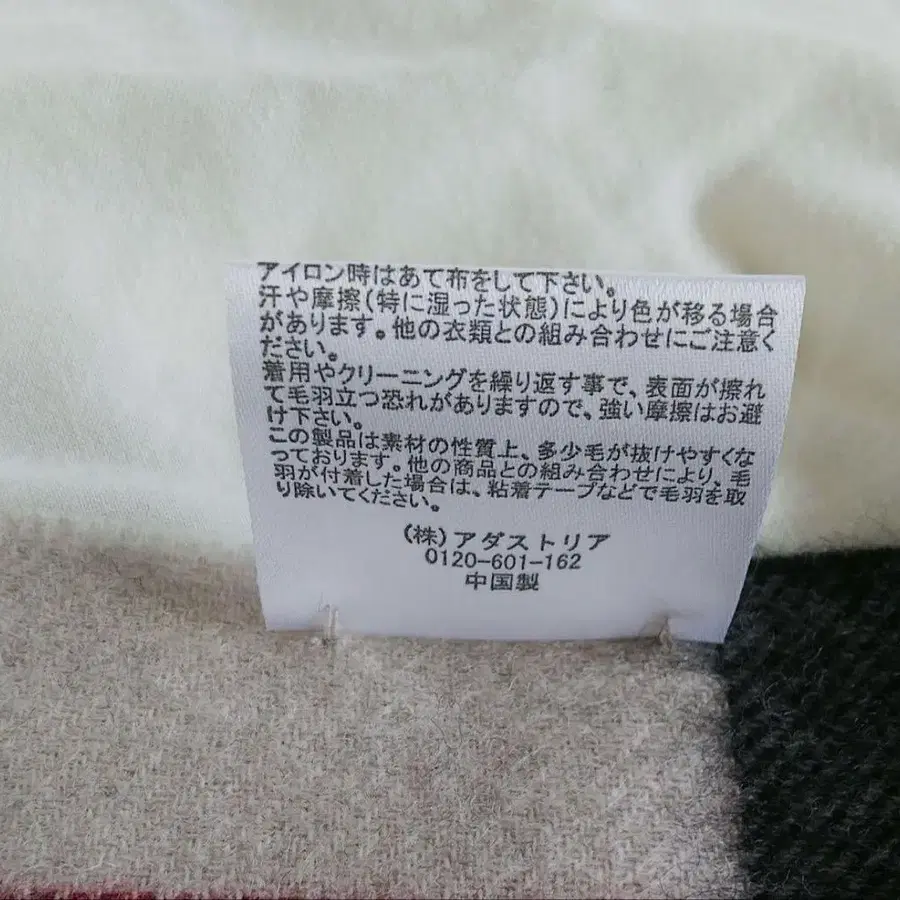 アイロン時はあて布をして下さい。
汗や摩擦(特に湿った状態)により色が移る場合
があります。他の衣類との組み合わせにご注意く
ださい。
着用やクリーニングを繰り返す事で、表面が擦れ
て毛羽立つ恐れがありますので、強い摩擦はお避
け下さい。
この製品は素材の性質上、多少毛が抜けやすくな
っております。他の商品との組み合わせにより、毛
羽が付着した場合は、粘着テープなどで毛羽を取
り除いてください。
(株)アダストリア
0120-601-162
中国製